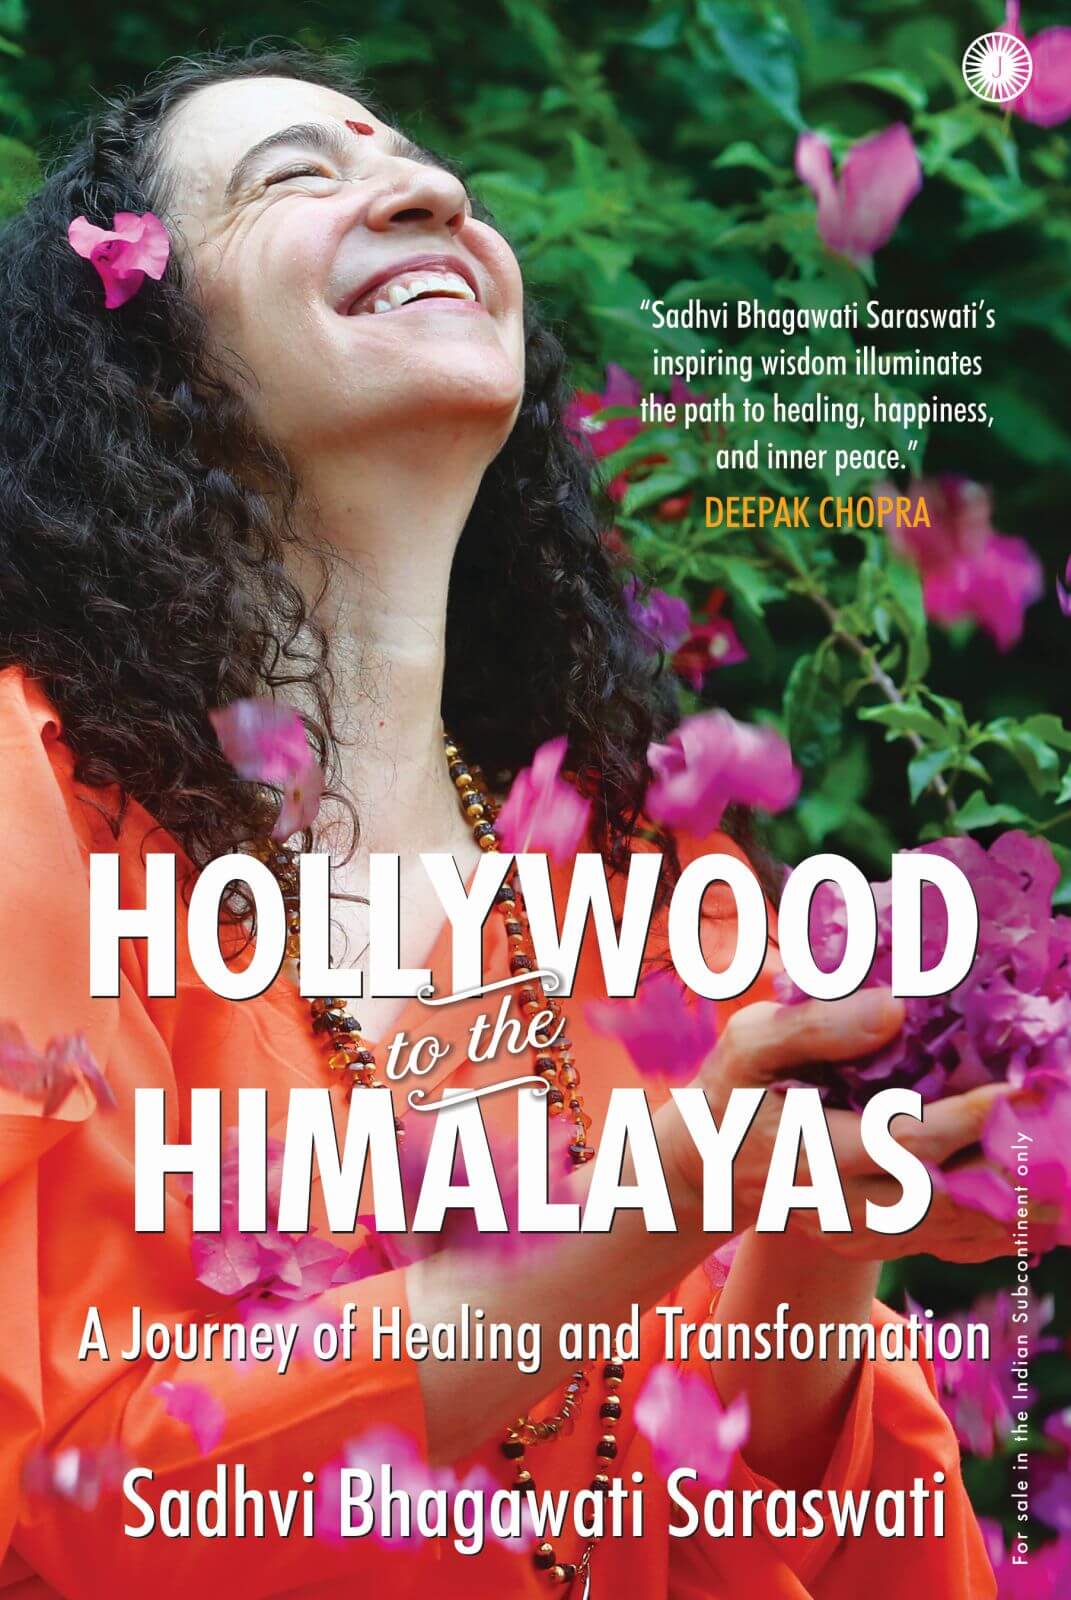 J
“Sadhvi Bhagawati Saraswati’s
inspiring wisdom illuminates
the path to healing, happiness,
and inner peace.”
DEEPAK CHOPRA
HOLLYWOOD
to the
HIMALAYAS
A Journey of Healing and Transformation
Sadhvi Bhagawati Saraswati
For sale in the Indian Subcontinent only